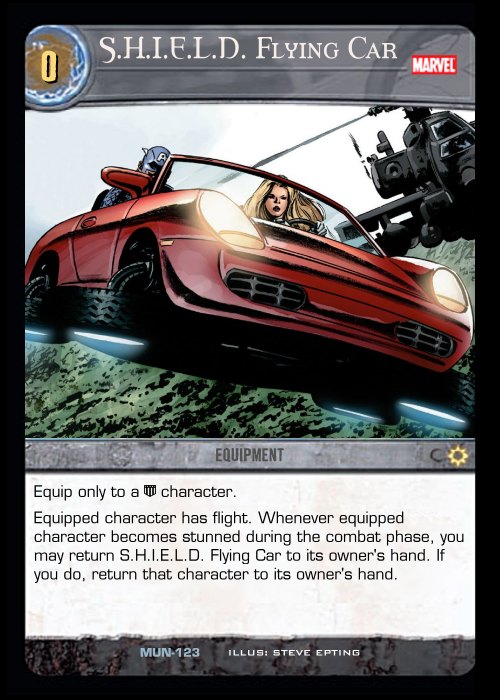 S.H.I.E.L.D. Flying Car
0
MARVEL
A
EQUIPMENT
C
Equip only to a character.
Equipped character has flight. Whenever equipped
character becomes stunned during the combat phase, you
may return S.H.I.E.L.D. Flying Car to its owner's hand. If
you do, return that character to its owner's hand.
MUN-123 ILLUS: STEVE EPTING